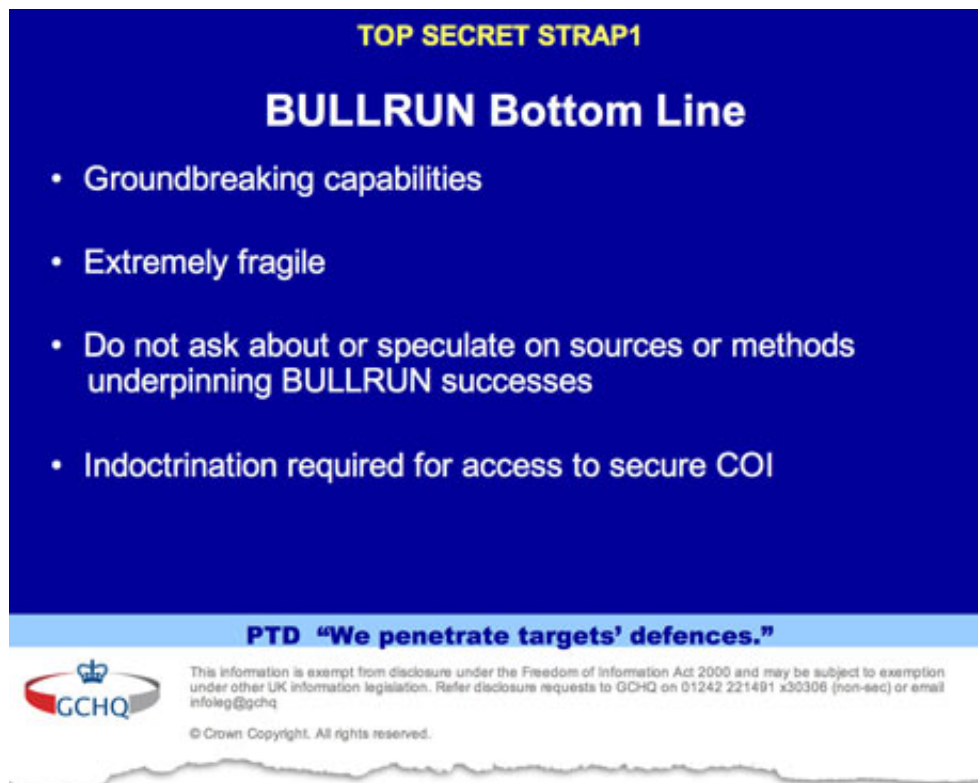 TOP SECRET STRAP1
BULLRUN Bottom Line
• Groundbreaking capabilities
• Extremely fragile
• Do not ask about or speculate on sources or methods
underpinning BULLRUN successes
• Indoctrination required for access to secure COI
PTD “We penetrate targets’ defences.”
GCHQ
This information is exempt from disclosure under the Freedom of Information Act 2000 and may be subject to exemption
under other UK information legislation. Refer disclosure requests to GCHQ on 01242 221491 x30306 (non-sec) or email
infoleg@gchq
© Crown Copyright. All rights reserved.